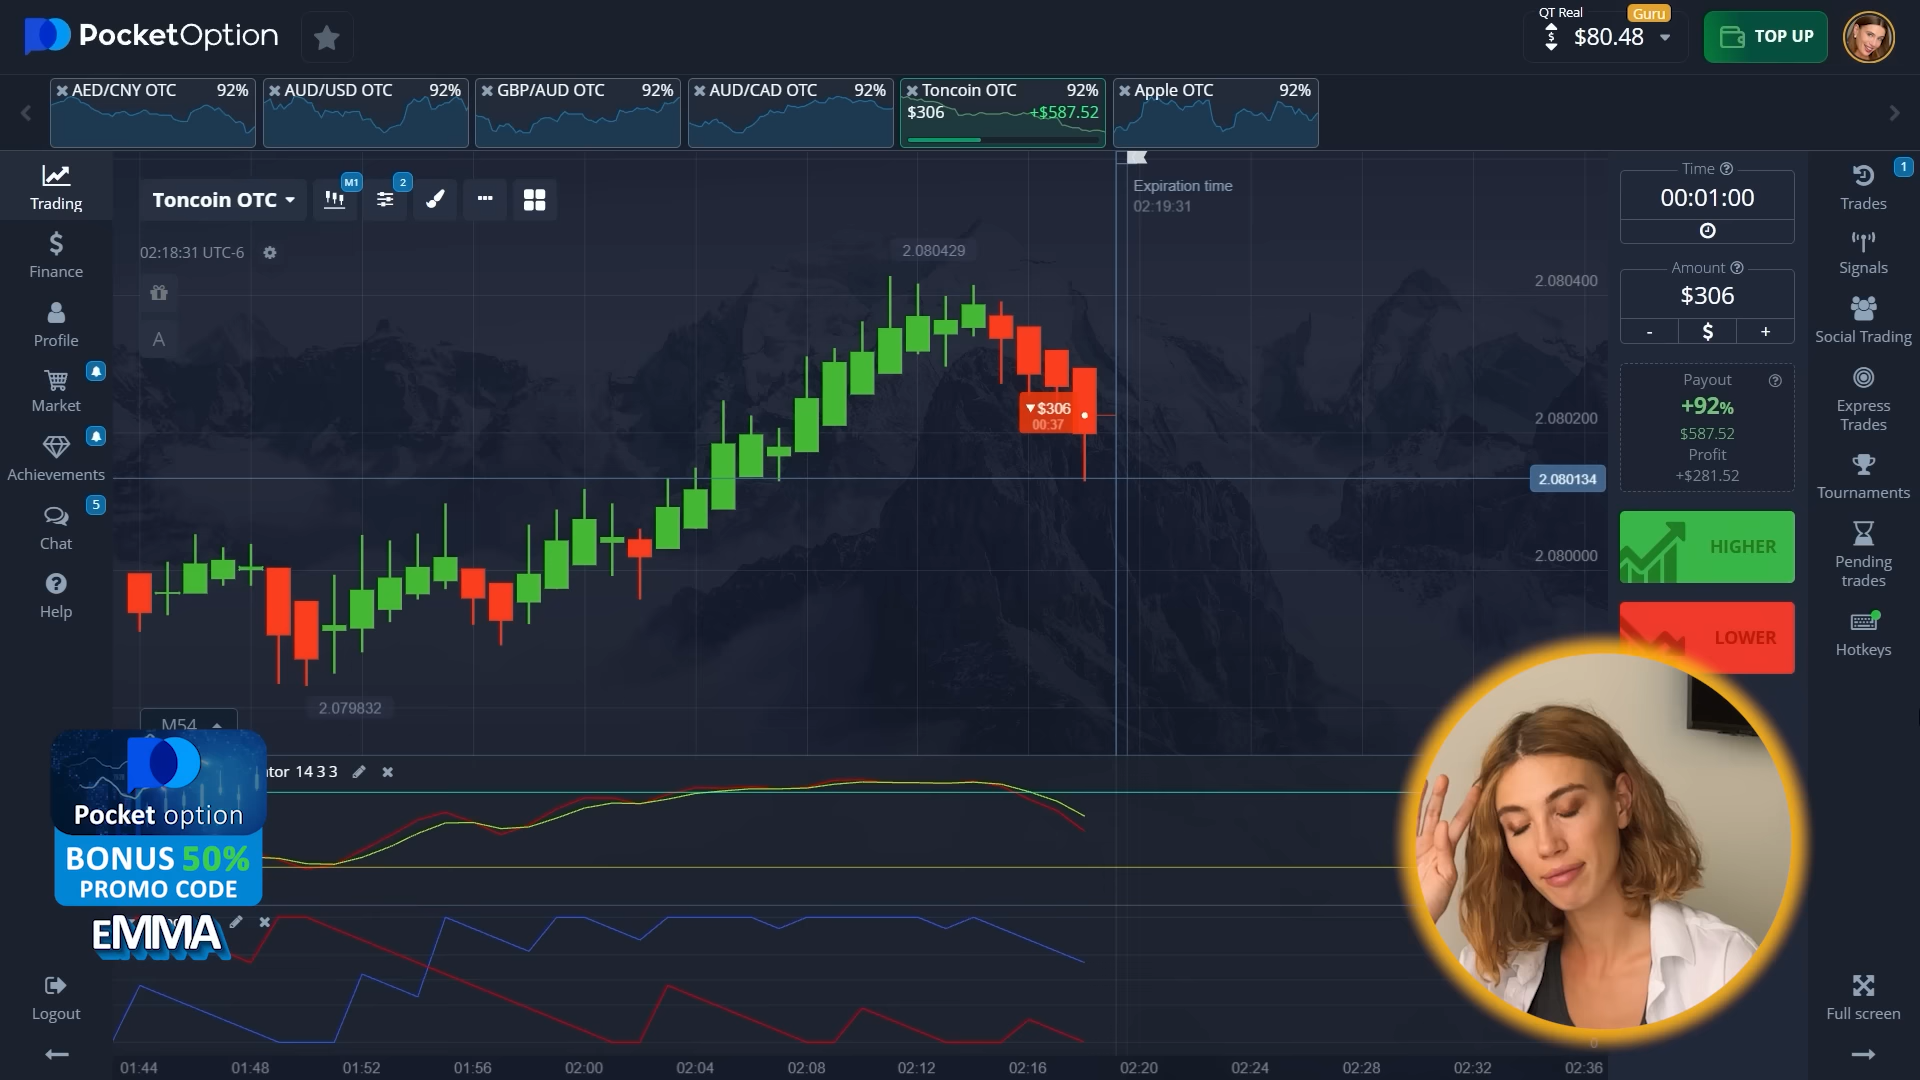 PocketOption
QT Real
Guru
$80.48
TOP UP
AED/CNY OTC 92%
AUD/USD OTC 92%
GBP/AUD OTC 92%
AUD/CAD OTC 92%
Toncoin OTC 92%
$306 +$587.52
Apple OTC 92%
Trading
Finance
Profile
Market
Achievements
5
Chat
Help
Logout
Toncoin OTC
M1
2
02:18:31 UTC-6
A
Expiration time
02:19:31
2.080429
2.080400
2.080200
2.080134
2.080000
2.079832
$306
00:37
M54
ator 14 3 3
Pocket option
BONUS 50%
PROMO CODE
EMMA
01:44 01:48 01:52 01:56 02:00 02:04 02:08 02:12 02:16 02:20 02:24 02:28 02:32 02:36
0
Time
00:01:00
Amount
$306
- $ +
Payout
+92%
$587.52
Profit
+$281.52
HIGHER
LOWER
1
Trades
Signals
Social Trading
Express
Trades
Tournaments
Pending
trades
Hotkeys
Full screen